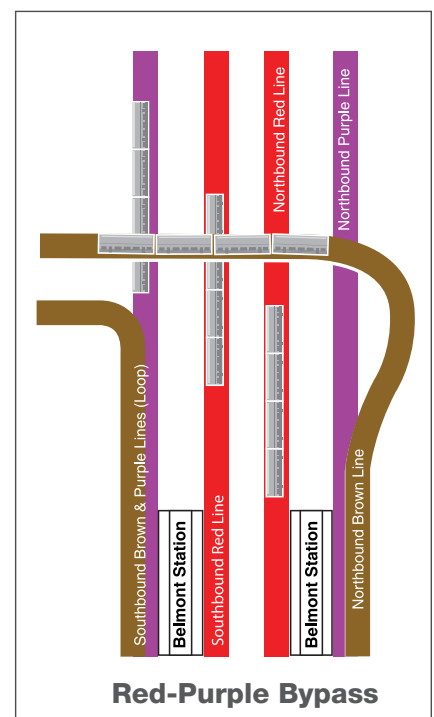 Northbound Red Line
Northbound Purple Line
Southbound Brown & Purple Lines (Loop)
Belmont Station
Southbound Red Line
Belmont Station
Northbound Brown Line
Red-Purple Bypass